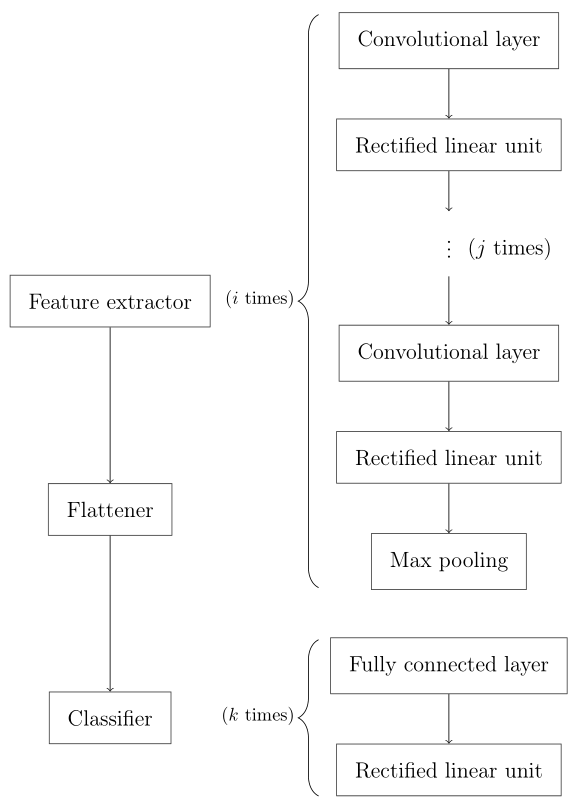 Convolutional layer
Rectified linear unit
⋮ (j times)
Feature extractor
(i times)
Convolutional layer
Rectified linear unit
Flattener
Max pooling
Fully connected layer
Classifier
(k times)
Rectified linear unit